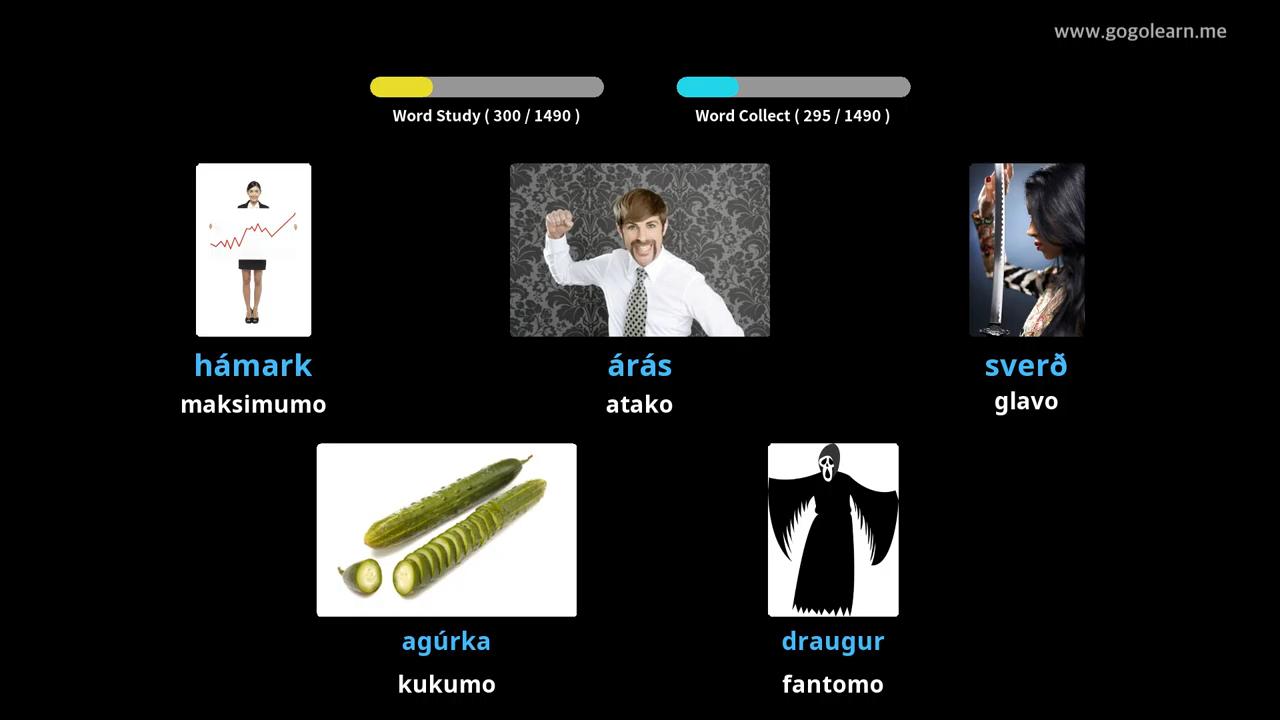 www.gogolearn.me
Word Study ( 300 / 1490 )
Word Collect ( 295 / 1490 )
hámark
maksimumo
árás
atako
sverð
glavo
agúrka
kukumo
draugur
fantomo